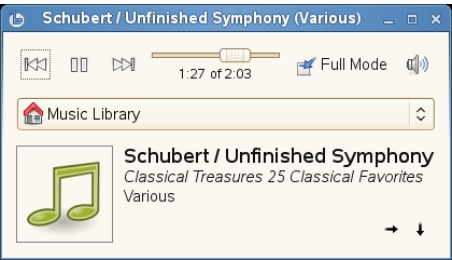 Schubert / Unfinished Symphony (Various)
1:27 of 2:03
Full Mode
Music Library
Schubert / Unfinished Symphony
Classical Treasures 25 Classical Favorites
Various